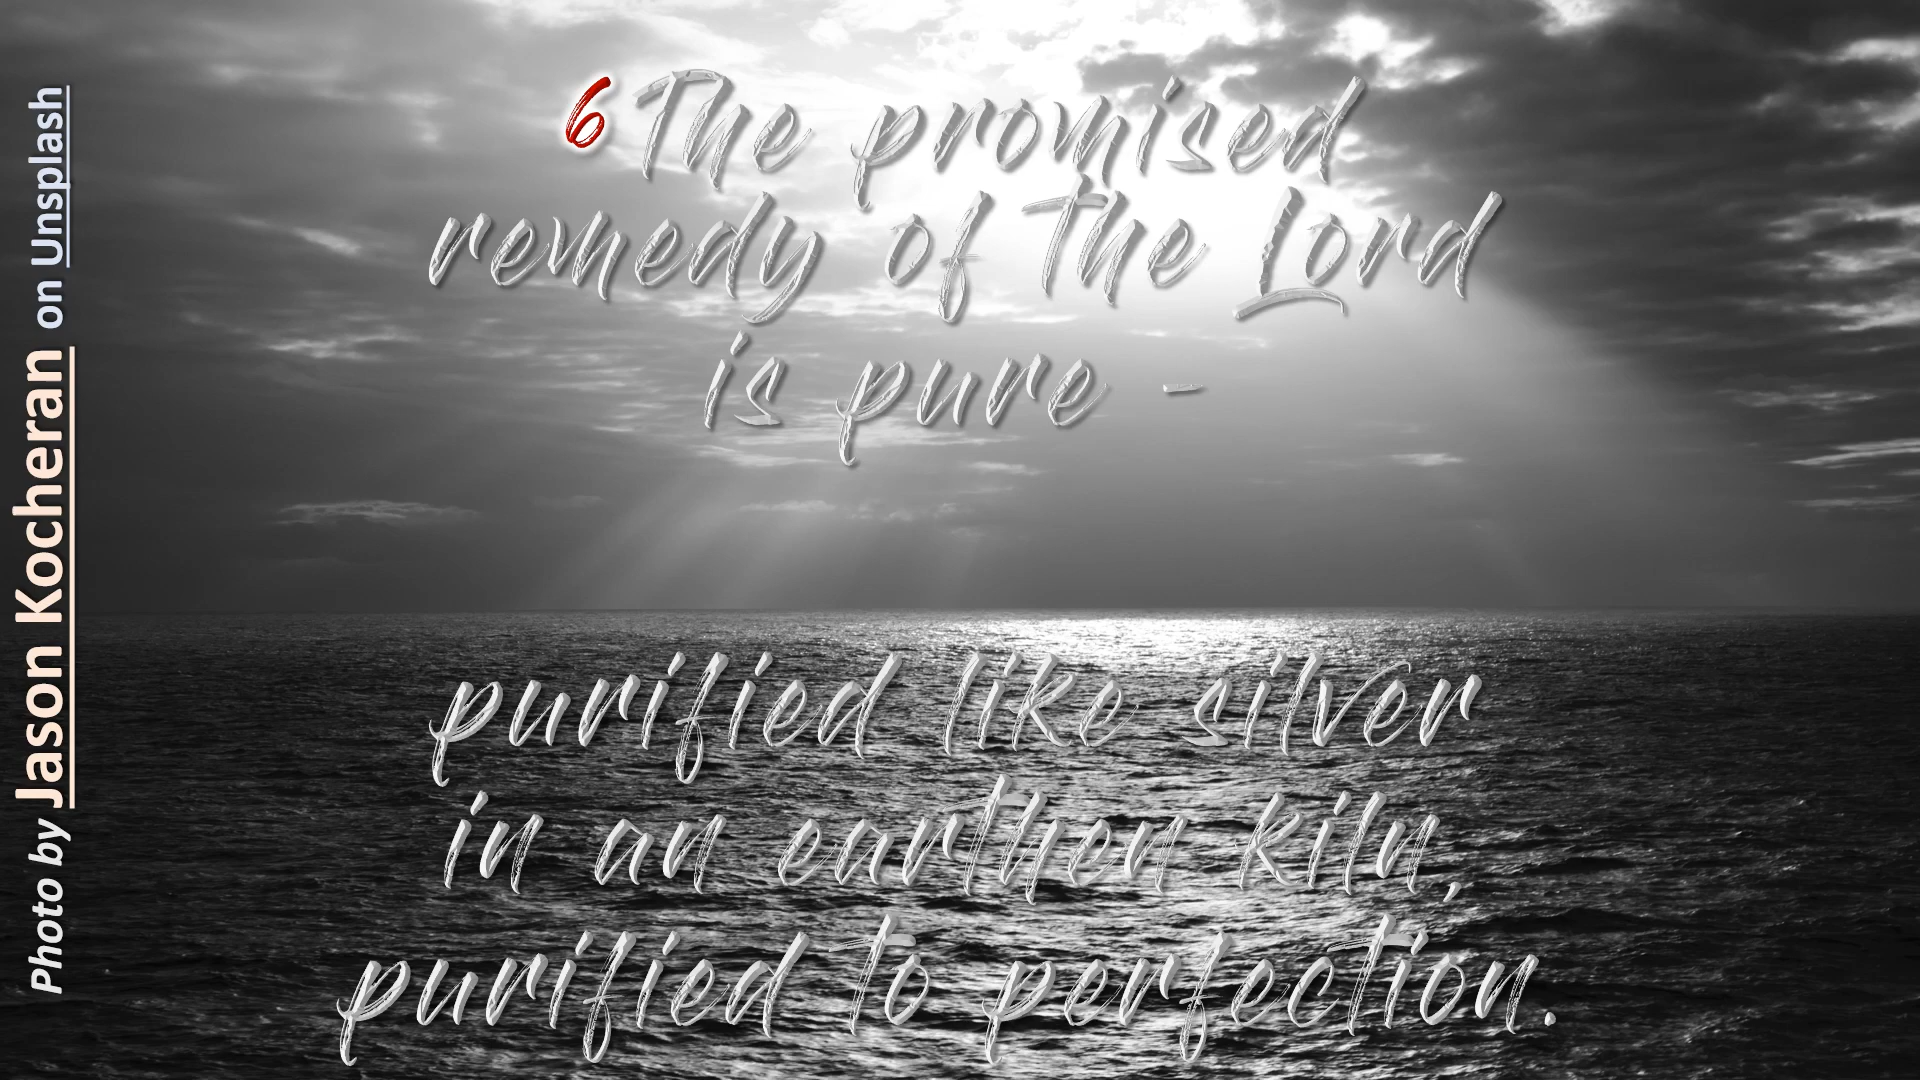 6 The promised
remedy of the Lord
is pure -
purified like silver
in an earthen kiln,
purified to perfection.
Photo by Jason Kocheran on Unsplash